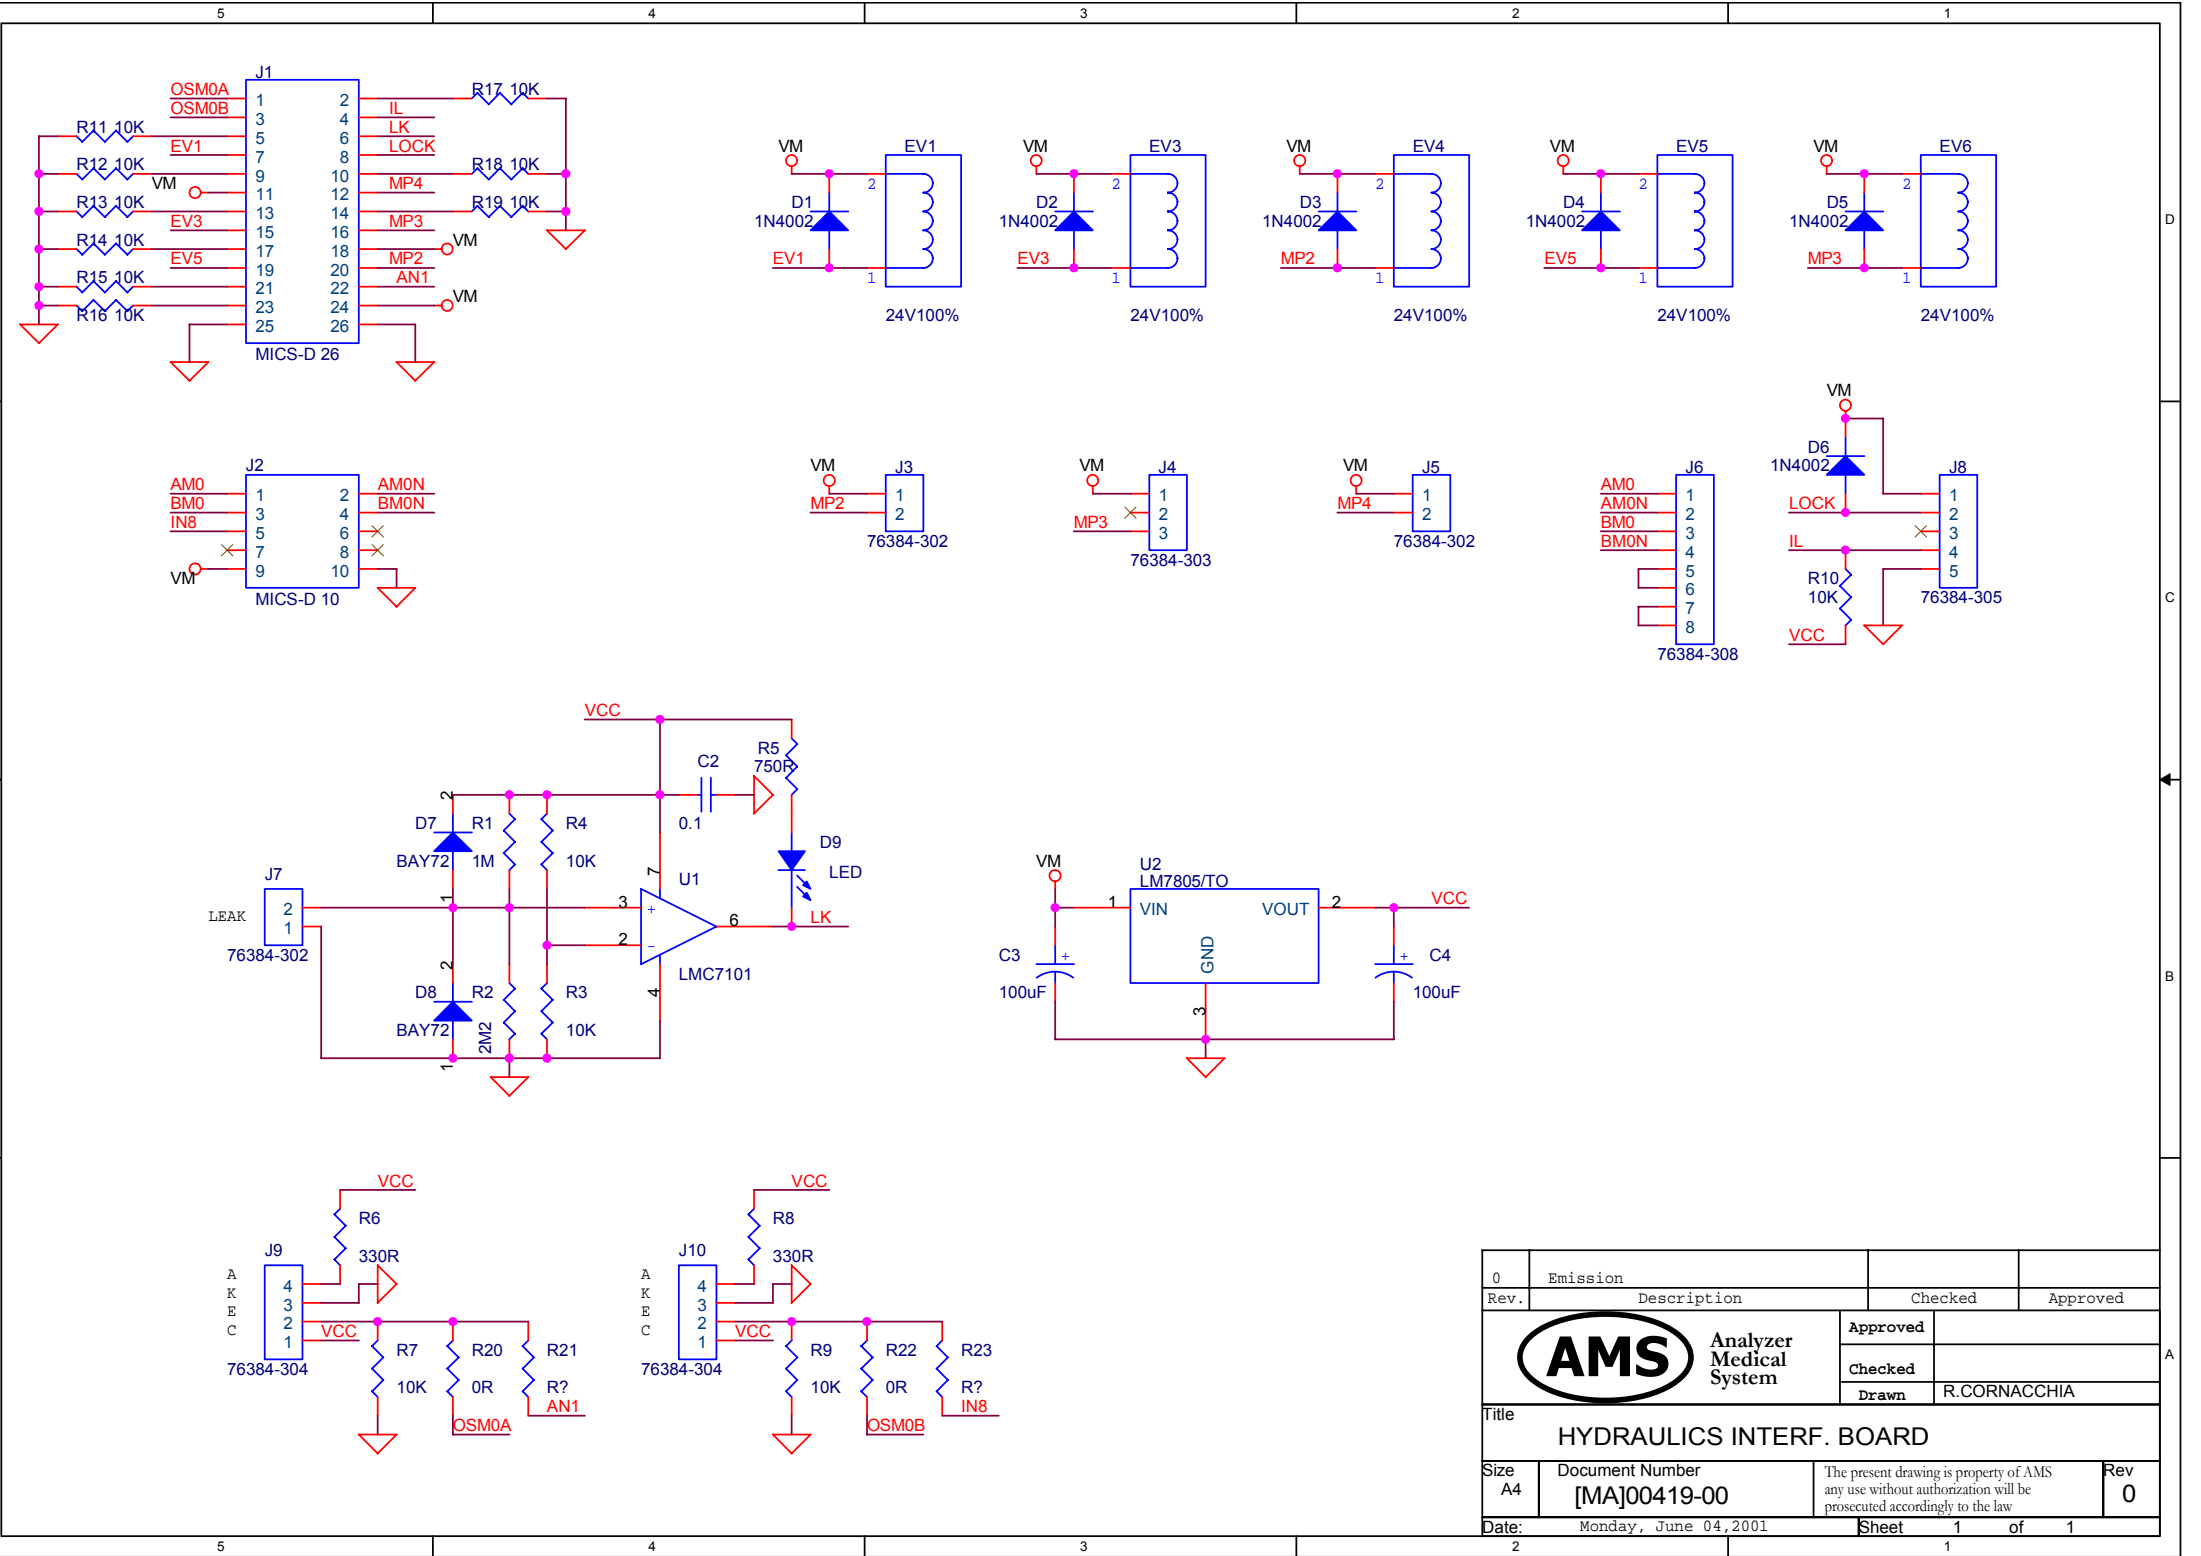 5 4 3 2 1
J1
OSM0A 1 2 R17 10K
OSM0B 3 4 IL
R11 10K 5 6 LK
EV1 7 8 LOCK
R12 10K 9 10 R18 10K
VM 11 12 MP4
R13 10K 13 14 R19 10K
EV3 15 16 MP3
R14 10K 17 18 VM
EV5 19 20 MP2
R15 10K 21 22 AN1
R16 10K 23 24 VM
25 26
MICS-D 26
VM EV1
2
D1
1N4002
EV1
1
24V100%
VM EV3
2
D2
1N4002
EV3
1
24V100%
VM EV4
2
D3
1N4002
MP2
1
24V100%
VM EV5
2
D4
1N4002
EV5
1
24V100%
VM EV6
2
D5
1N4002
MP3
1
24V100%
D
J2
AM0 1 2 AM0N
BM0 3 4 BM0N
IN8 5 6
7 8
VM 9 10
MICS-D 10
VM J3
1
MP2 2
76384-302
VM J4
1
2
MP3 3
76384-303
VM J5
1
MP4 2
76384-302
J6
AM0 1
AM0N 2
BM0 3
BM0N 4
5
6
7
8
76384-308
VM
D6
1N4002
J8
1
LOCK 2
3
IL 4
5
R10
10K
76384-305
VCC
C
VCC
R5
750R
C2
0.1
2
D7 R1 R4
BAY72 1M 10K
1
D9
LED
J7
LEAK 2
1
76384-302
7
U1
3 +
2 −
6 LK
LMC7101
4
2
D8 R2 R3
BAY72 2M2 10K
1
VM
U2
LM7805/TO
1 VIN VOUT 2 VCC
GND
3
C3 +
100uF
+ C4
100uF
B
VCC
R6
330R
J9
A
K
E
C
4
3
2
1 VCC
76384-304
R7 R20 R21
10K 0R R?
AN1
OSM0A
VCC
R8
330R
J10
A
K
E
C
4
3
2
1 VCC
76384-304
R9 R22 R23
10K 0R R?
IN8
OSM0B
A
0 Emission
Rev. Description Checked Approved
AMS
Analyzer
Medical
System
Approved
Checked
Drawn R.CORNACCHIA
Title
HYDRAULICS INTERF. BOARD
Size
A4
Document Number
[MA]00419-00
The present drawing is property of AMS
any use without authorization will be
prosecuted accordingly to the law
Rev
0
Date: Monday, June 04,2001 Sheet 1 of 1
5 4 3 2 1